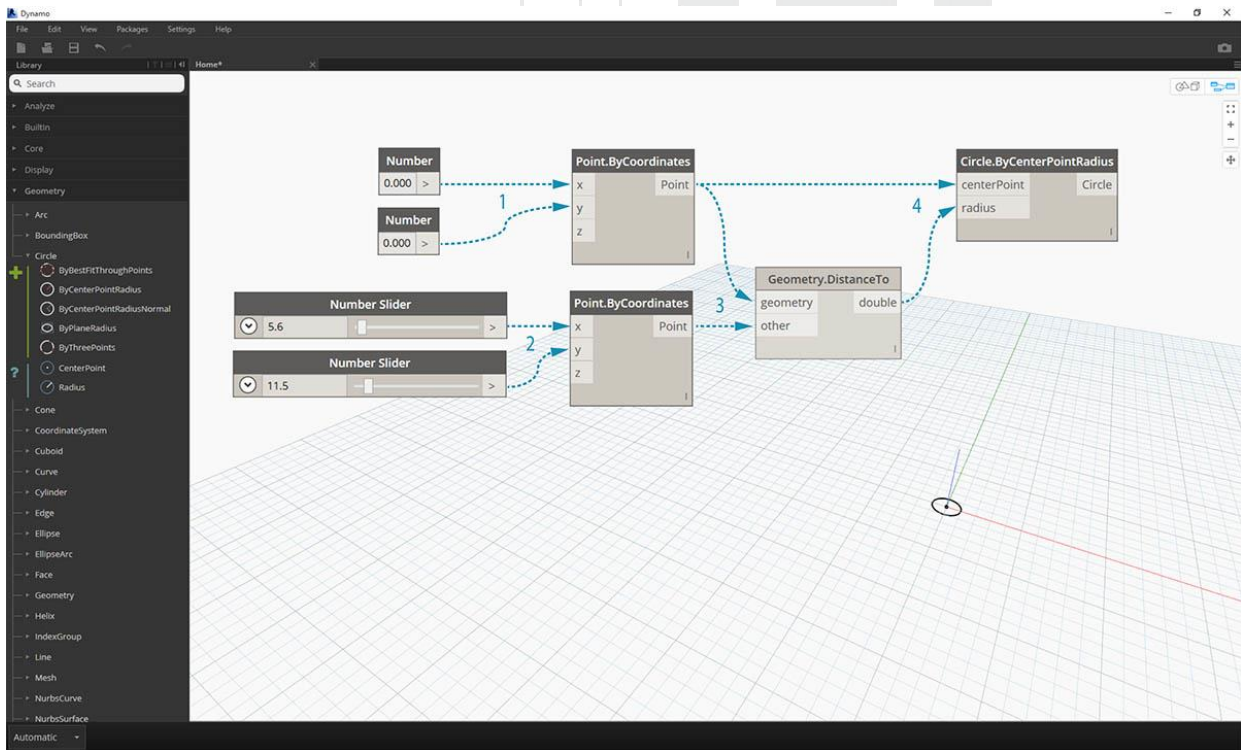 Dynamo
File Edit View Packages Settings Help
Library
Home*
Search
Analyze
BuiltIn
Core
Display
Geometry
Arc
BoundingBox
Circle
ByBestFitThroughPoints
ByCenterPointRadius
ByCenterPointRadiusNormal
ByPlaneRadius
ByThreePoints
? CenterPoint
Radius
Cone
CoordinateSystem
Cuboid
Curve
Cylinder
Edge
Ellipse
EllipseArc
Face
Geometry
Helix
IndexGroup
Line
Mesh
NurbsCurve
NurbsSurface
Automatic
Number
0.000 >
Number
0.000 >
1
Point.ByCoordinates
x Point
y
z
Number Slider
5.6 >
Number Slider
11.5 >
2
Point.ByCoordinates
x Point
y
z
3
Geometry.DistanceTo
geometry double
other
4
Circle.ByCenterPointRadius
centerPoint Circle
radius